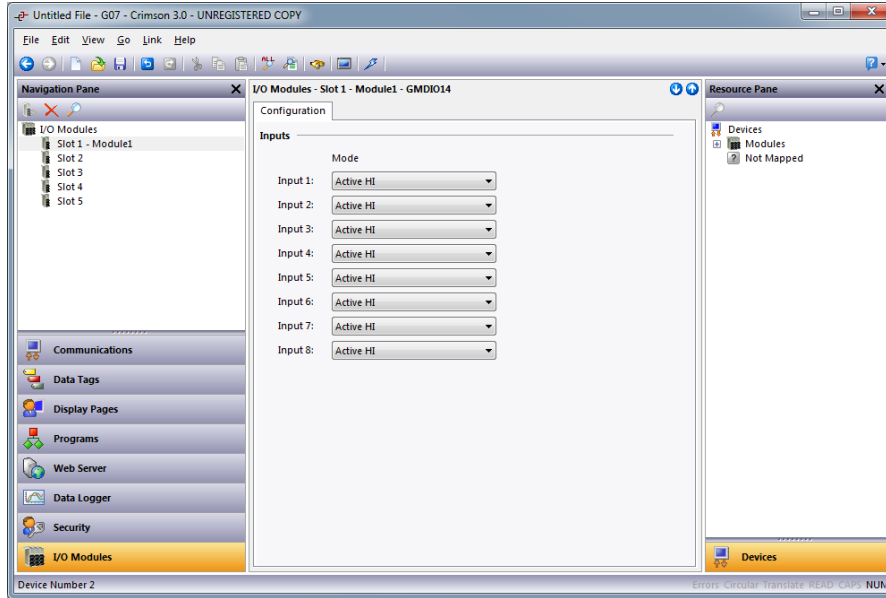 Untitled File - G07 - Crimson 3.0 - UNREGISTERED COPY
File Edit View Go Link Help
Navigation Pane
I/O Modules
Slot 1 - Module1
Slot 2
Slot 3
Slot 4
Slot 5
Communications
Data Tags
Display Pages
Programs
Web Server
Data Logger
Security
I/O Modules
I/O Modules - Slot 1 - Module1 - GMDIO14
Configuration
Inputs
Mode
Input 1: Active HI
Input 2: Active HI
Input 3: Active HI
Input 4: Active HI
Input 5: Active HI
Input 6: Active HI
Input 7: Active HI
Input 8: Active HI
Resource Pane
Devices
Modules
Not Mapped
Devices
Device Number 2
Errors Circular Translate READ CAPS NUM